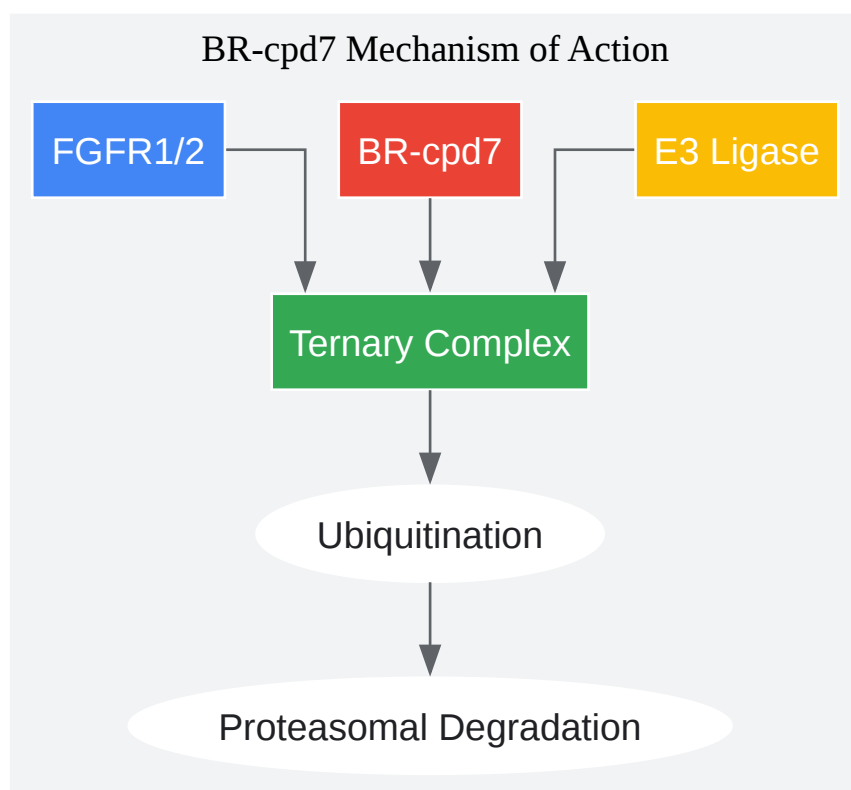 BR-cpd7 Mechanism of Action
FGFR1/2
BR-cpd7
E3 Ligase
Ternary Complex
Ubiquitination
Proteasomal Degradation